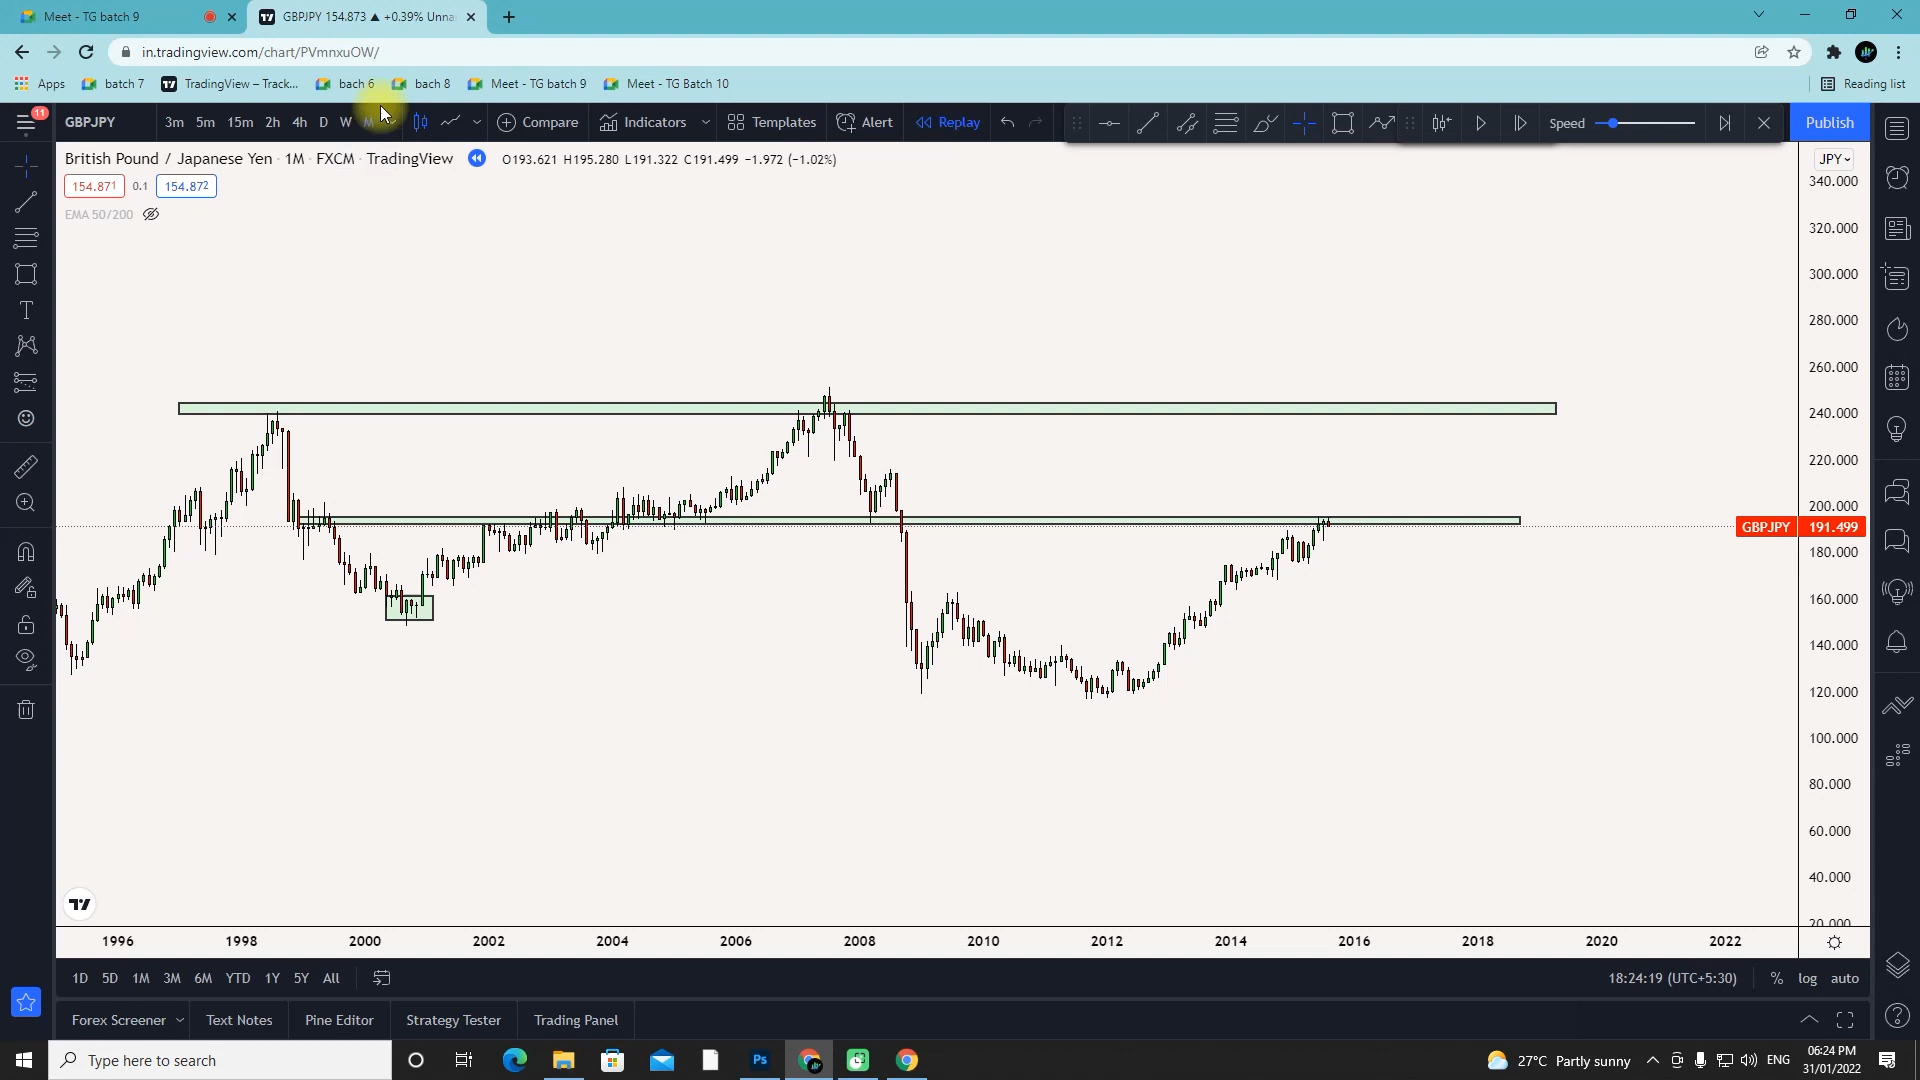 Meet - TG batch 9
GBPJPY 154.873 ▲ +0.39% Unna
in.tradingview.com/chart/PVmnxuOW/
Apps
batch 7
TradingView – Track...
bach 6
bach 8
Meet - TG batch 9
Meet - TG Batch 10
Reading list
11
GBPJPY
3m 5m 15m 2h 4h D W M
Compare
Indicators
Templates
Alert
Replay
Speed
Publish
British Pound / Japanese Yen · 1M · FXCM · TradingView
O193.621 H195.280 L191.322 C191.499 −1.972 (−1.02%)
JPY
154.871 0.1 154.872
EMA 50/200
340.000
320.000
300.000
280.000
260.000
240.000
220.000
200.000
GBPJPY 191.499
180.000
160.000
140.000
120.000
100.000
80.000
60.000
40.000
20.000
1996 1998 2000 2002 2004 2006 2008 2010 2012 2014 2016 2018 2020 2022
1D 5D 1M 3M 6M YTD 1Y 5Y All
18:24:19 (UTC+5:30)
% log auto
Forex Screener
Text Notes
Pine Editor
Strategy Tester
Trading Panel
Type here to search
Ps
27°C Partly sunny
ENG
06:24 PM
31/01/2022